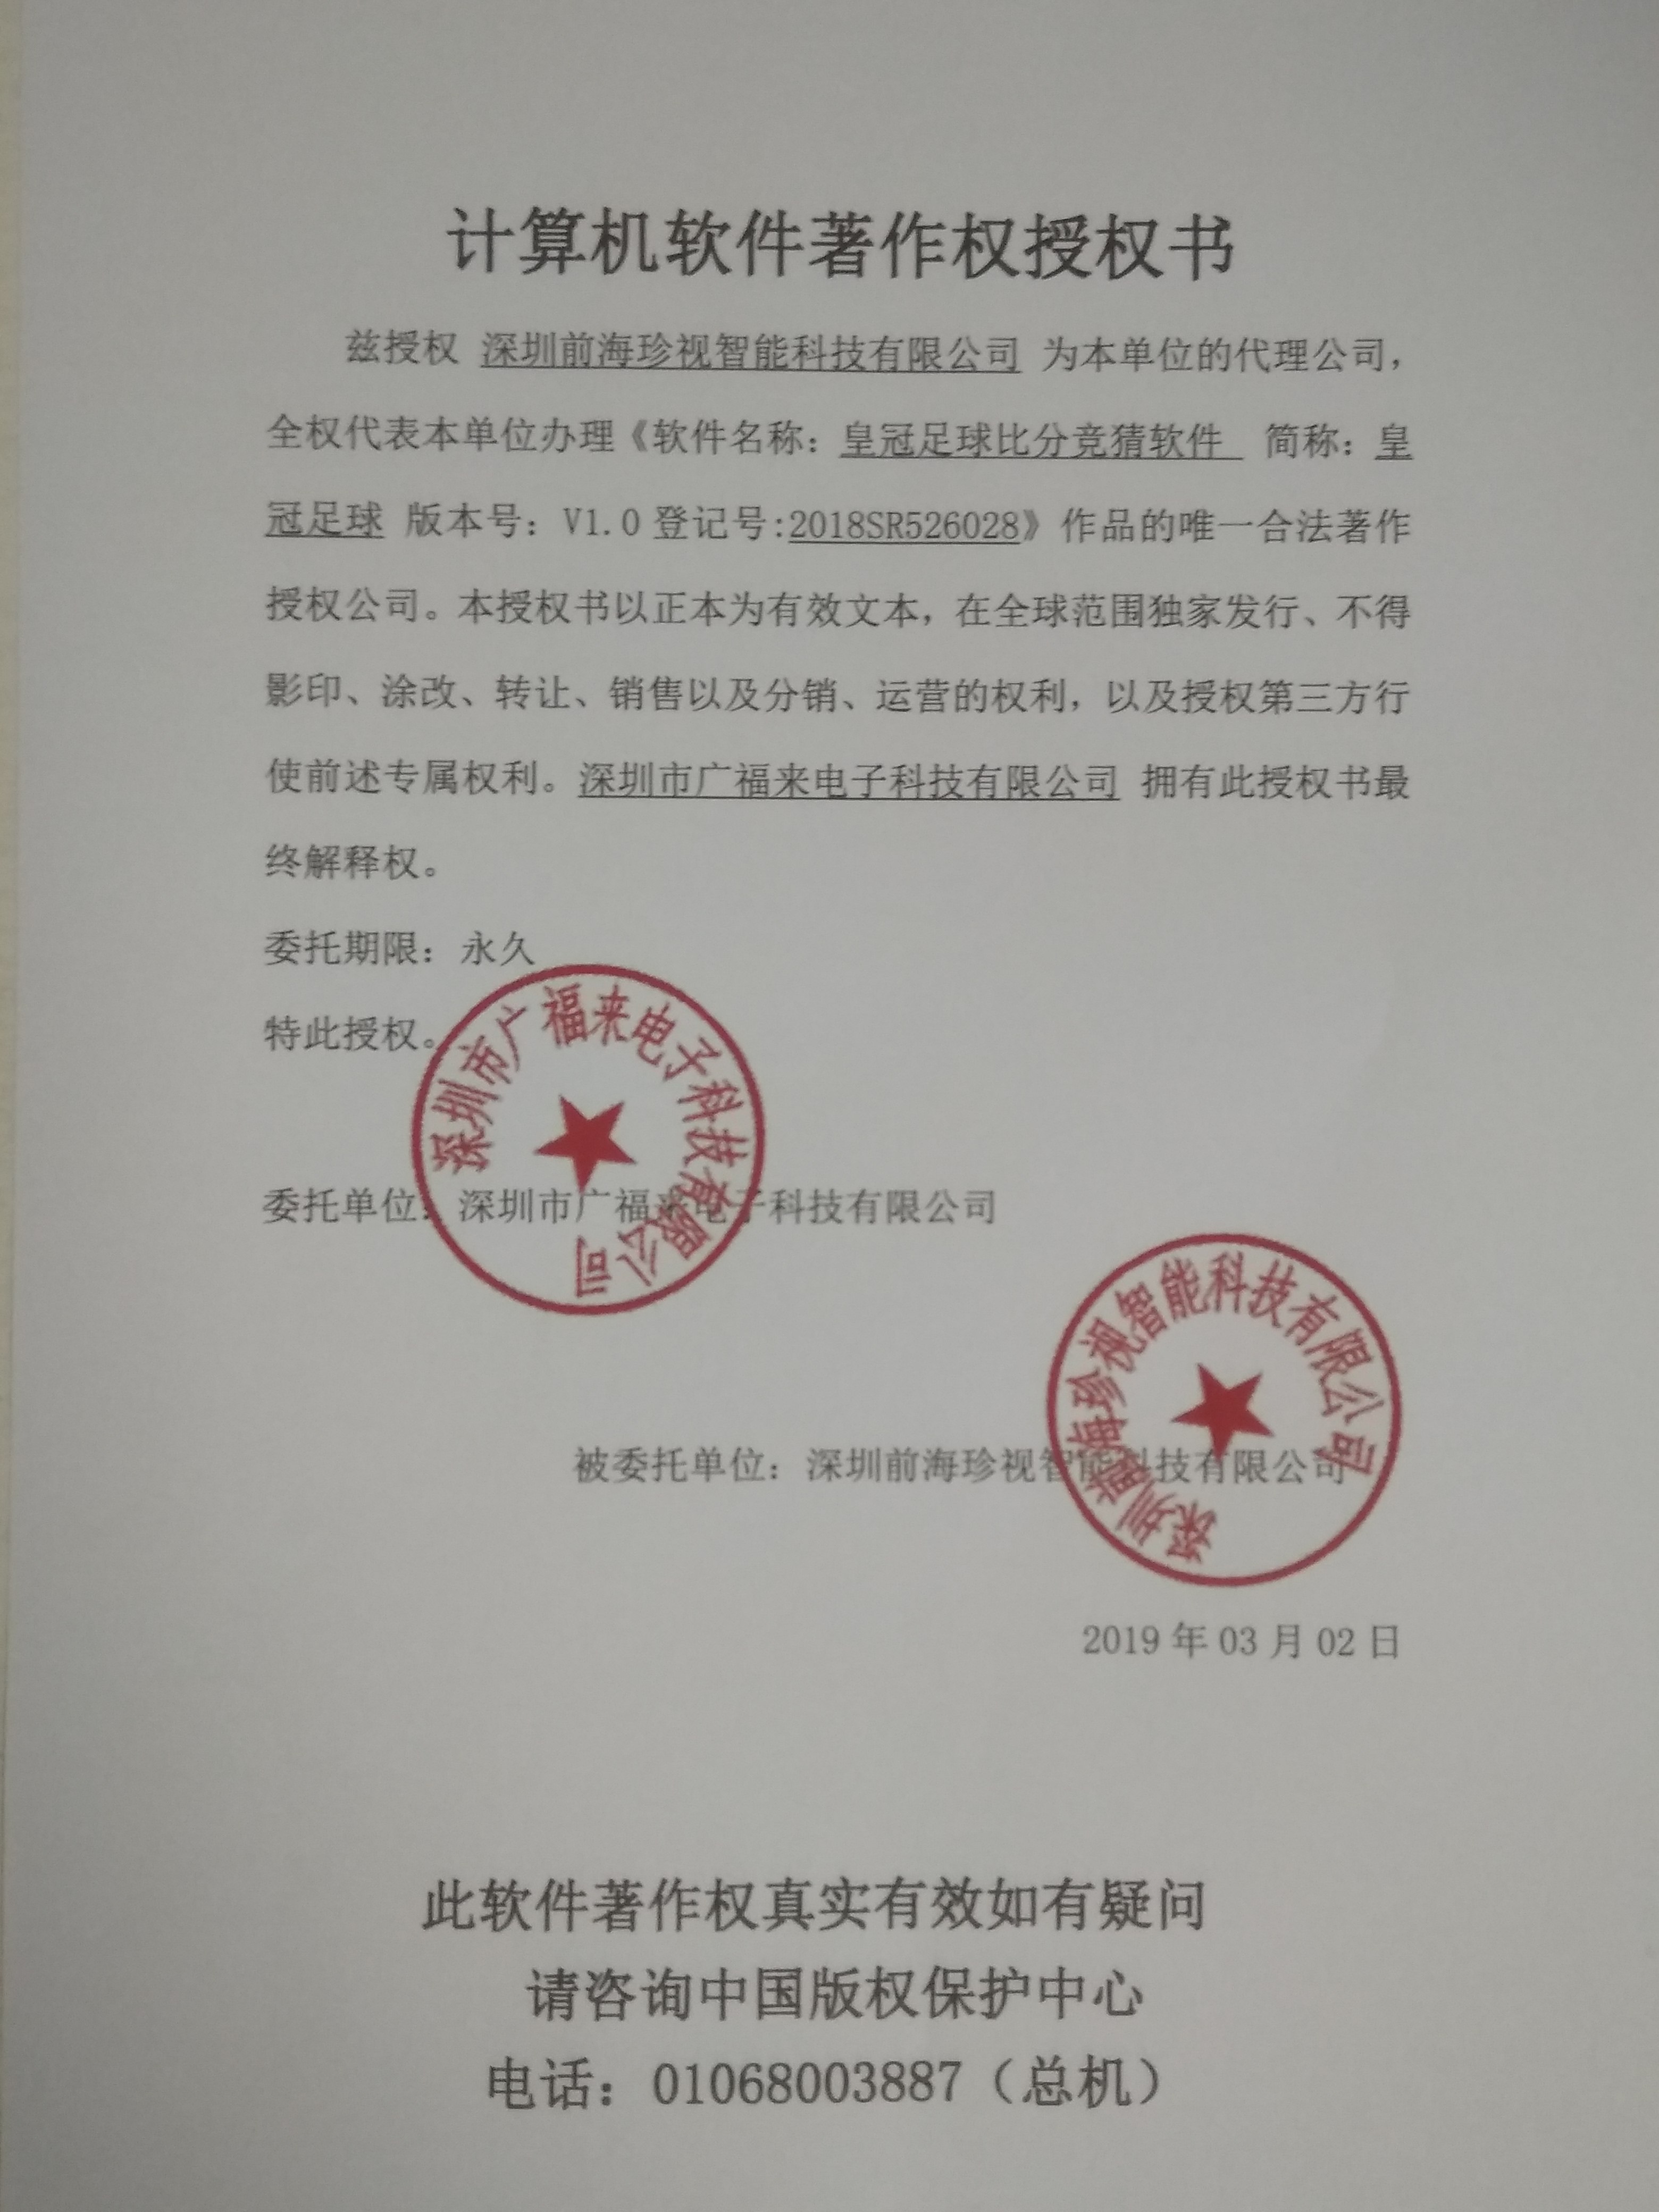 计算机软件著作权授权书
兹授权 深圳前海珍视智能科技有限公司 为本单位的代理公司，
全权代表本单位办理《软件名称：皇冠足球比分竞猜软件 简称：皇
冠足球 版本号：V1.0 登记号:2018SR526028》作品的唯一合法著作
授权公司。本授权书以正本为有效文本，在全球范围独家发行、不得
影印、涂改、转让、销售以及分销、运营的权利，以及授权第三方行
使前述专属权利。深圳市广福来电子科技有限公司 拥有此授权书最
终解释权。
委托期限：永久
特此授权。
深圳市广福来电子科技有限公司
委托单位：深圳市广福来电子科技有限公司
深圳前海珍视智能科技有限公司
被委托单位：深圳前海珍视智能科技有限公司
2019 年 03 月 02 日
此软件著作权真实有效如有疑问
请咨询中国版权保护中心
电话：01068003887（总机）